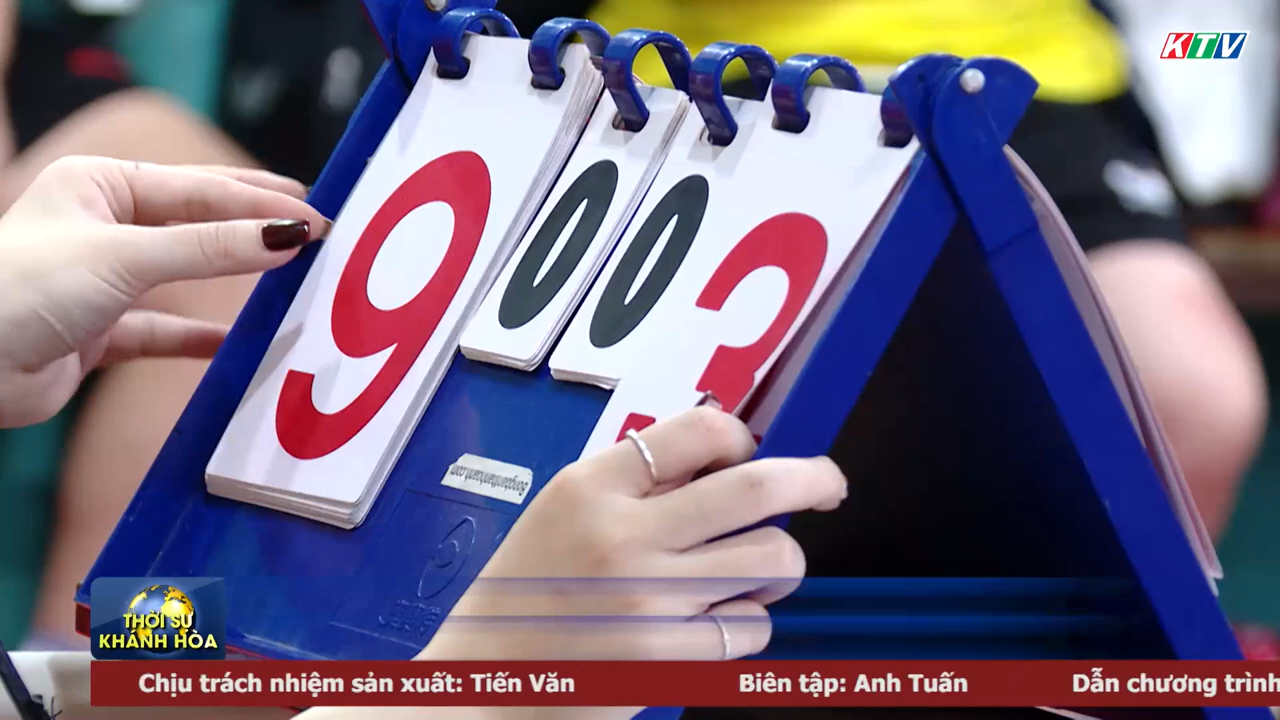 KTV
9 0 0 3
THỜI SỰ
KHÁNH HÒA
Chịu trách nhiệm sản xuất: Tiến Văn Biên tập: Anh Tuấn Dẫn chương trình